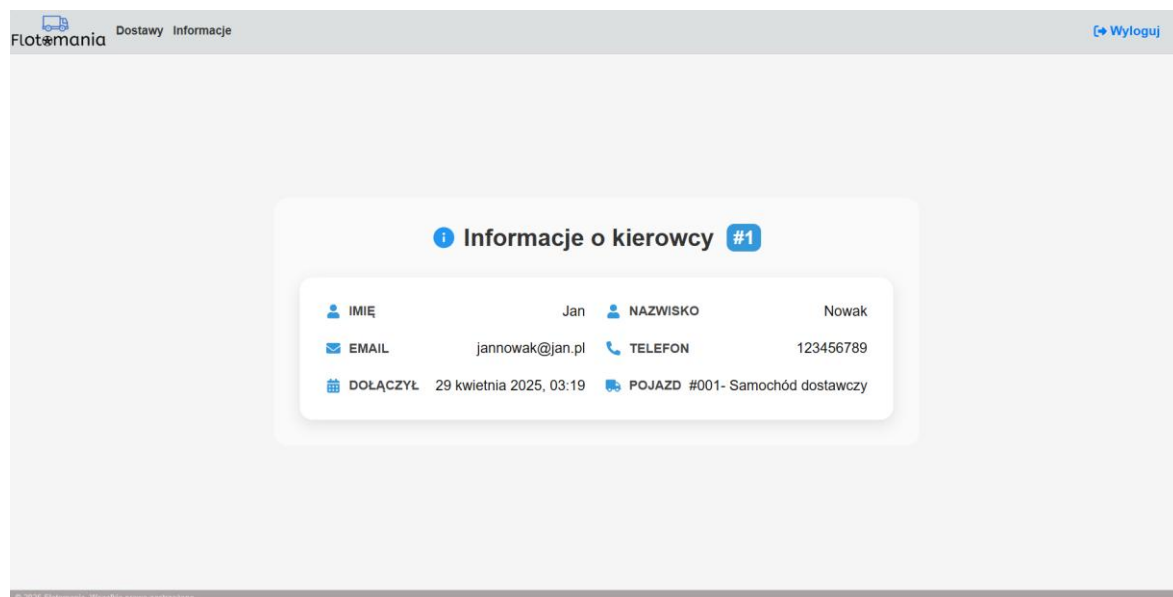 Flotomania Dostawy Informacje Wyloguj
Informacje o kierowcy #1
IMIĘ Jan NAZWISKO Nowak
EMAIL jannowak@jan.pl TELEFON 123456789
DOŁĄCZYŁ 29 kwietnia 2025, 03:19 POJAZD #001- Samochód dostawczy